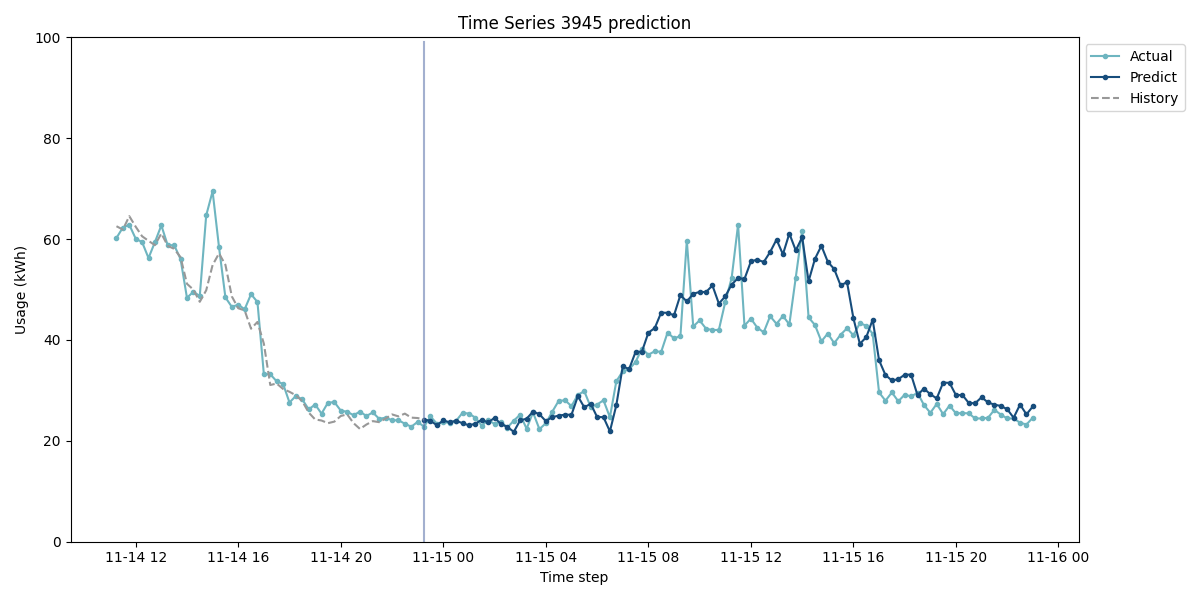 Time Series 3945 prediction
100
80
60
40
20
0
Usage (kWh)
11-14 12
11-14 16
11-14 20
11-15 00
11-15 04
11-15 08
11-15 12
11-15 16
11-15 20
11-16 00
Time step
Actual
Predict
History